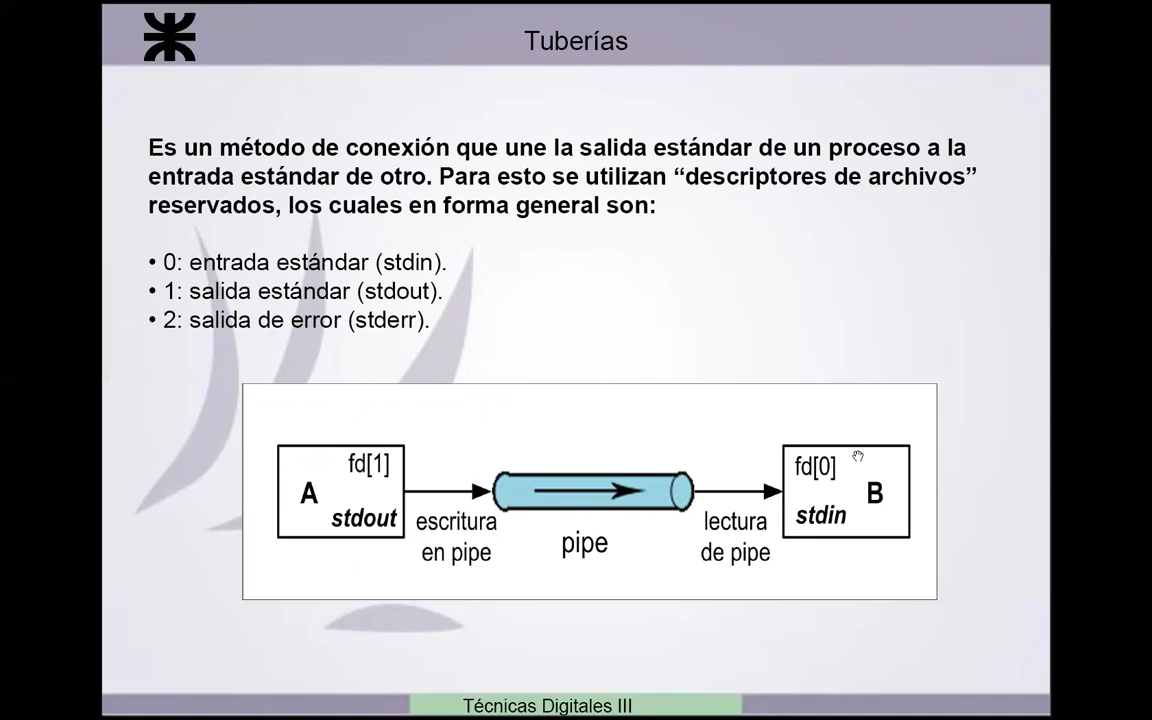 Tuberías
Es un método de conexión que une la salida estándar de un proceso a la
entrada estándar de otro. Para esto se utilizan “descriptores de archivos”
reservados, los cuales en forma general son:
• 0: entrada estándar (stdin).
• 1: salida estándar (stdout).
• 2: salida de error (stderr).
fd[1]
A
stdout
escritura
en pipe
pipe
lectura
de pipe
fd[0]
B
stdin
Técnicas Digitales III